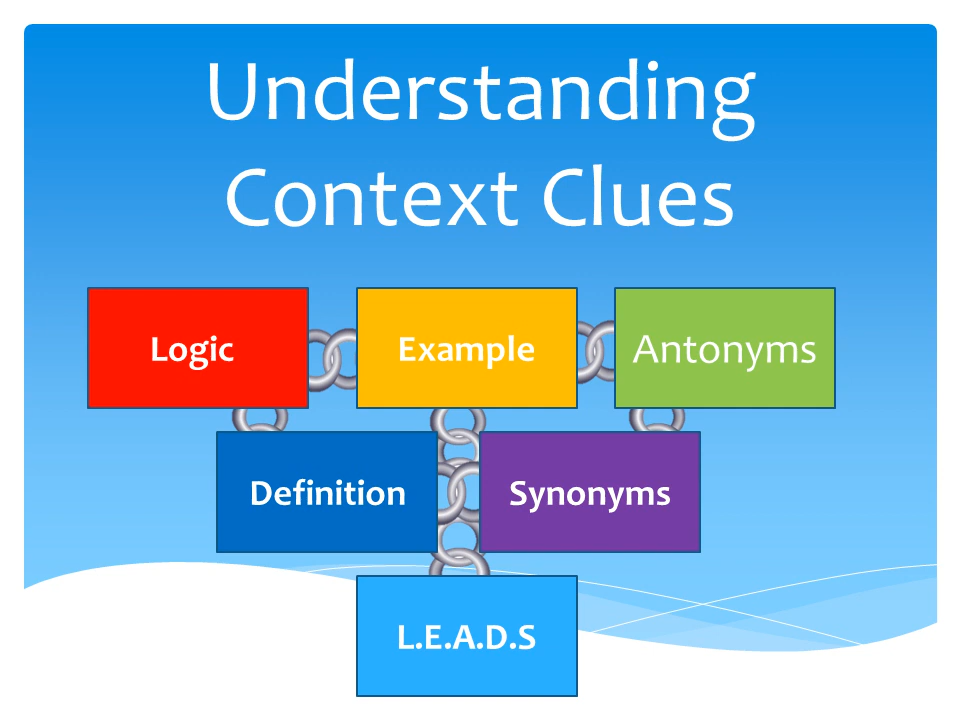 Understanding
Context Clues
Logic
Example
Antonyms
Definition
Synonyms
L.E.A.D.S